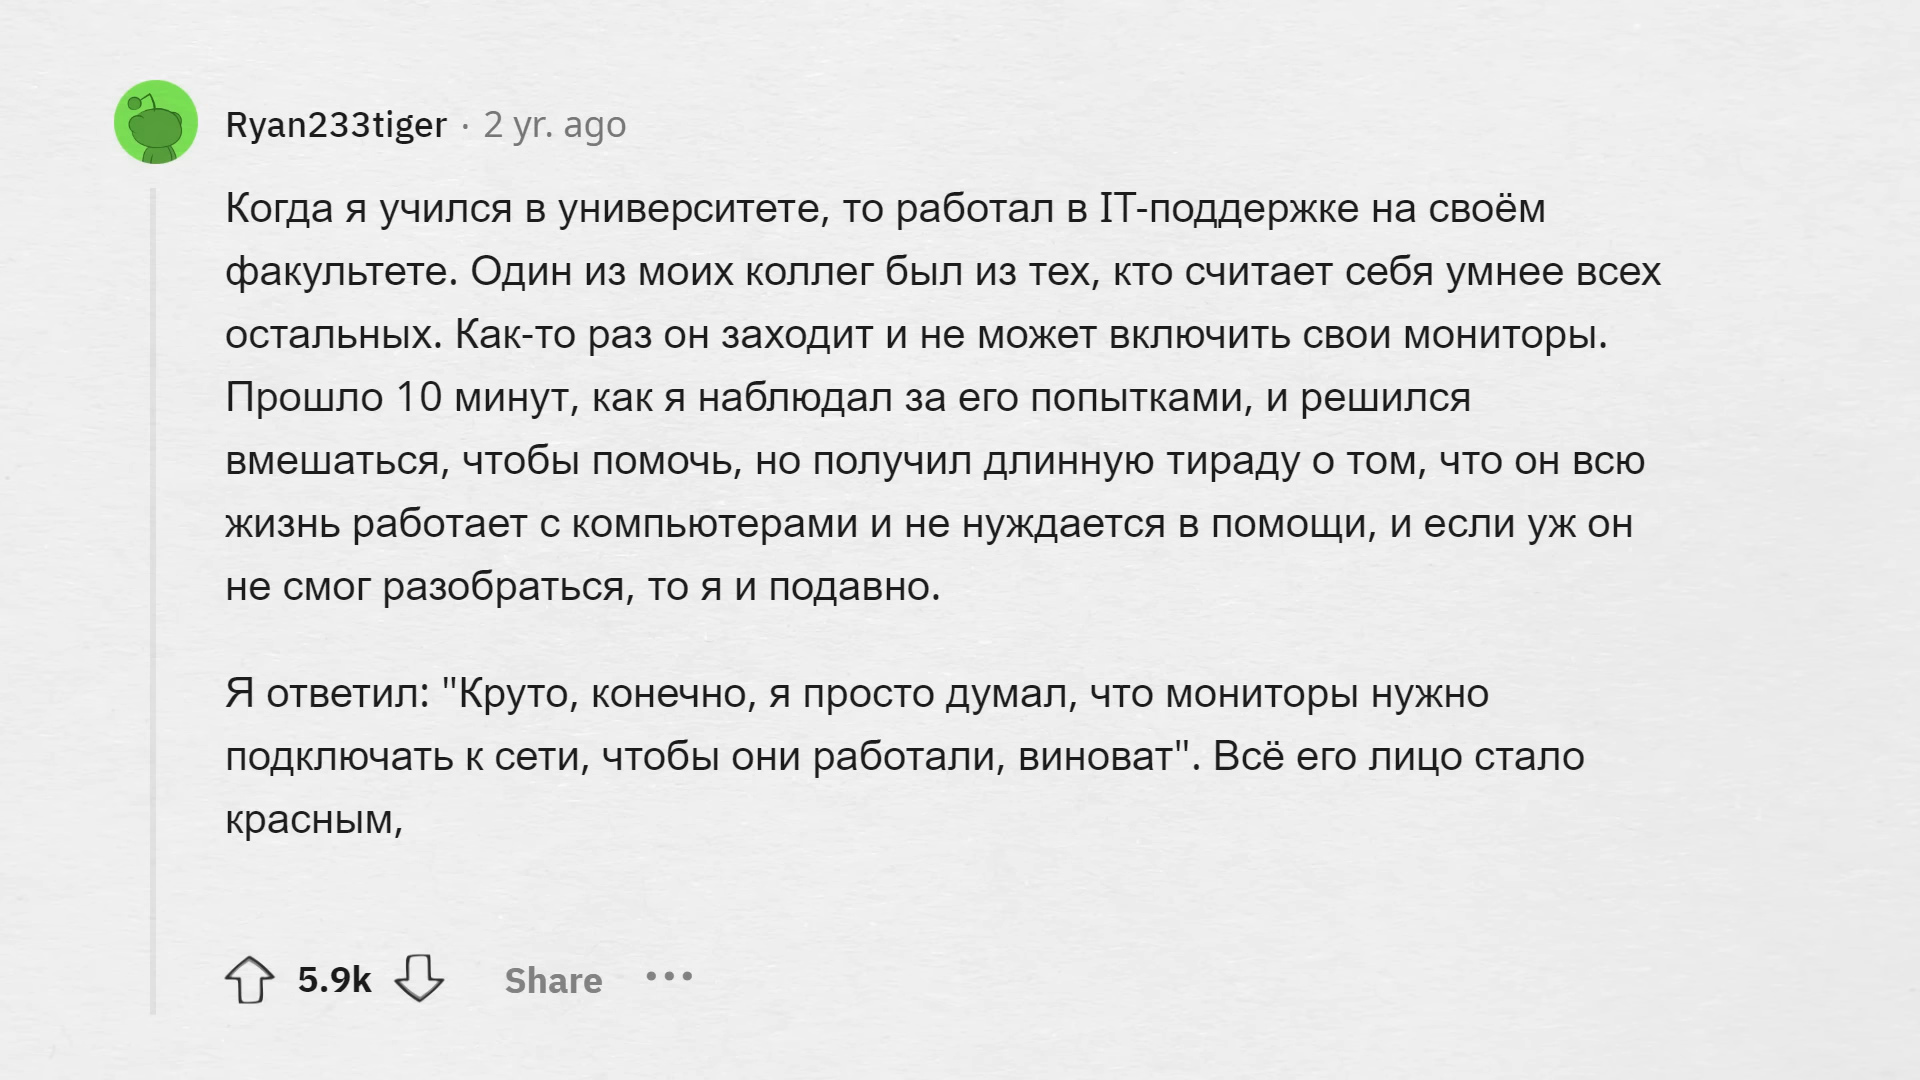 Ryan233tiger · 2 yr. ago
Когда я учился в университете, то работал в IT-поддержке на своём
факультете. Один из моих коллег был из тех, кто считает себя умнее всех
остальных. Как-то раз он заходит и не может включить свои мониторы.
Прошло 10 минут, как я наблюдал за его попытками, и решился
вмешаться, чтобы помочь, но получил длинную тираду о том, что он всю
жизнь работает с компьютерами и не нуждается в помощи, и если уж он
не смог разобраться, то я и подавно.
Я ответил: "Круто, конечно, я просто думал, что мониторы нужно
подключать к сети, чтобы они работали, виноват". Всё его лицо стало
красным,
5.9k Share •••